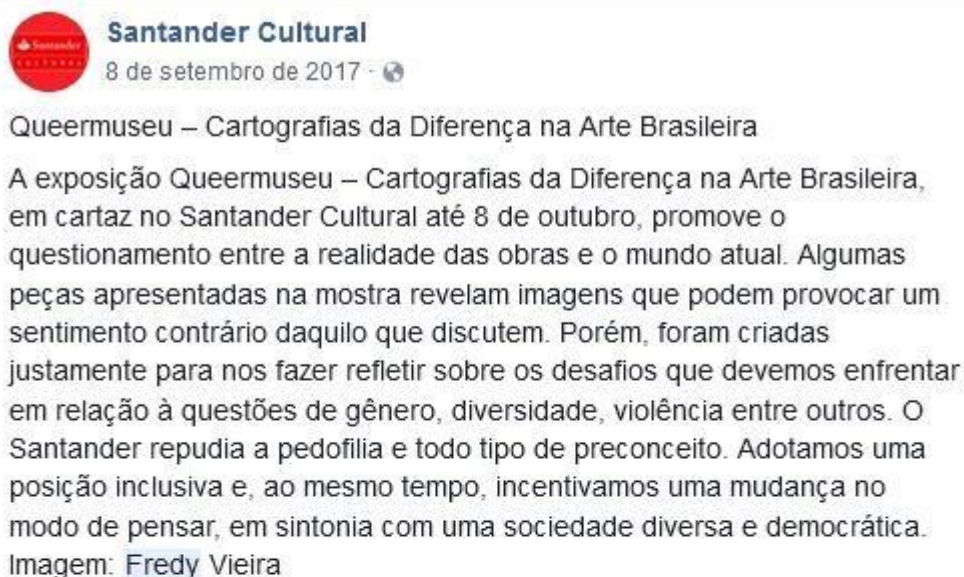 Santander
CULTURAL
Santander Cultural
8 de setembro de 2017 ·
Queermuseu – Cartografias da Diferença na Arte Brasileira
A exposição Queermuseu – Cartografias da Diferença na Arte Brasileira,
em cartaz no Santander Cultural até 8 de outubro, promove o
questionamento entre a realidade das obras e o mundo atual. Algumas
peças apresentadas na mostra revelam imagens que podem provocar um
sentimento contrário daquilo que discutem. Porém, foram criadas
justamente para nos fazer refletir sobre os desafios que devemos enfrentar
em relação à questões de gênero, diversidade, violência entre outros. O
Santander repudia a pedofilia e todo tipo de preconceito. Adotamos uma
posição inclusiva e, ao mesmo tempo, incentivamos uma mudança no
modo de pensar, em sintonia com uma sociedade diversa e democrática.
Imagem: Fredy Vieira